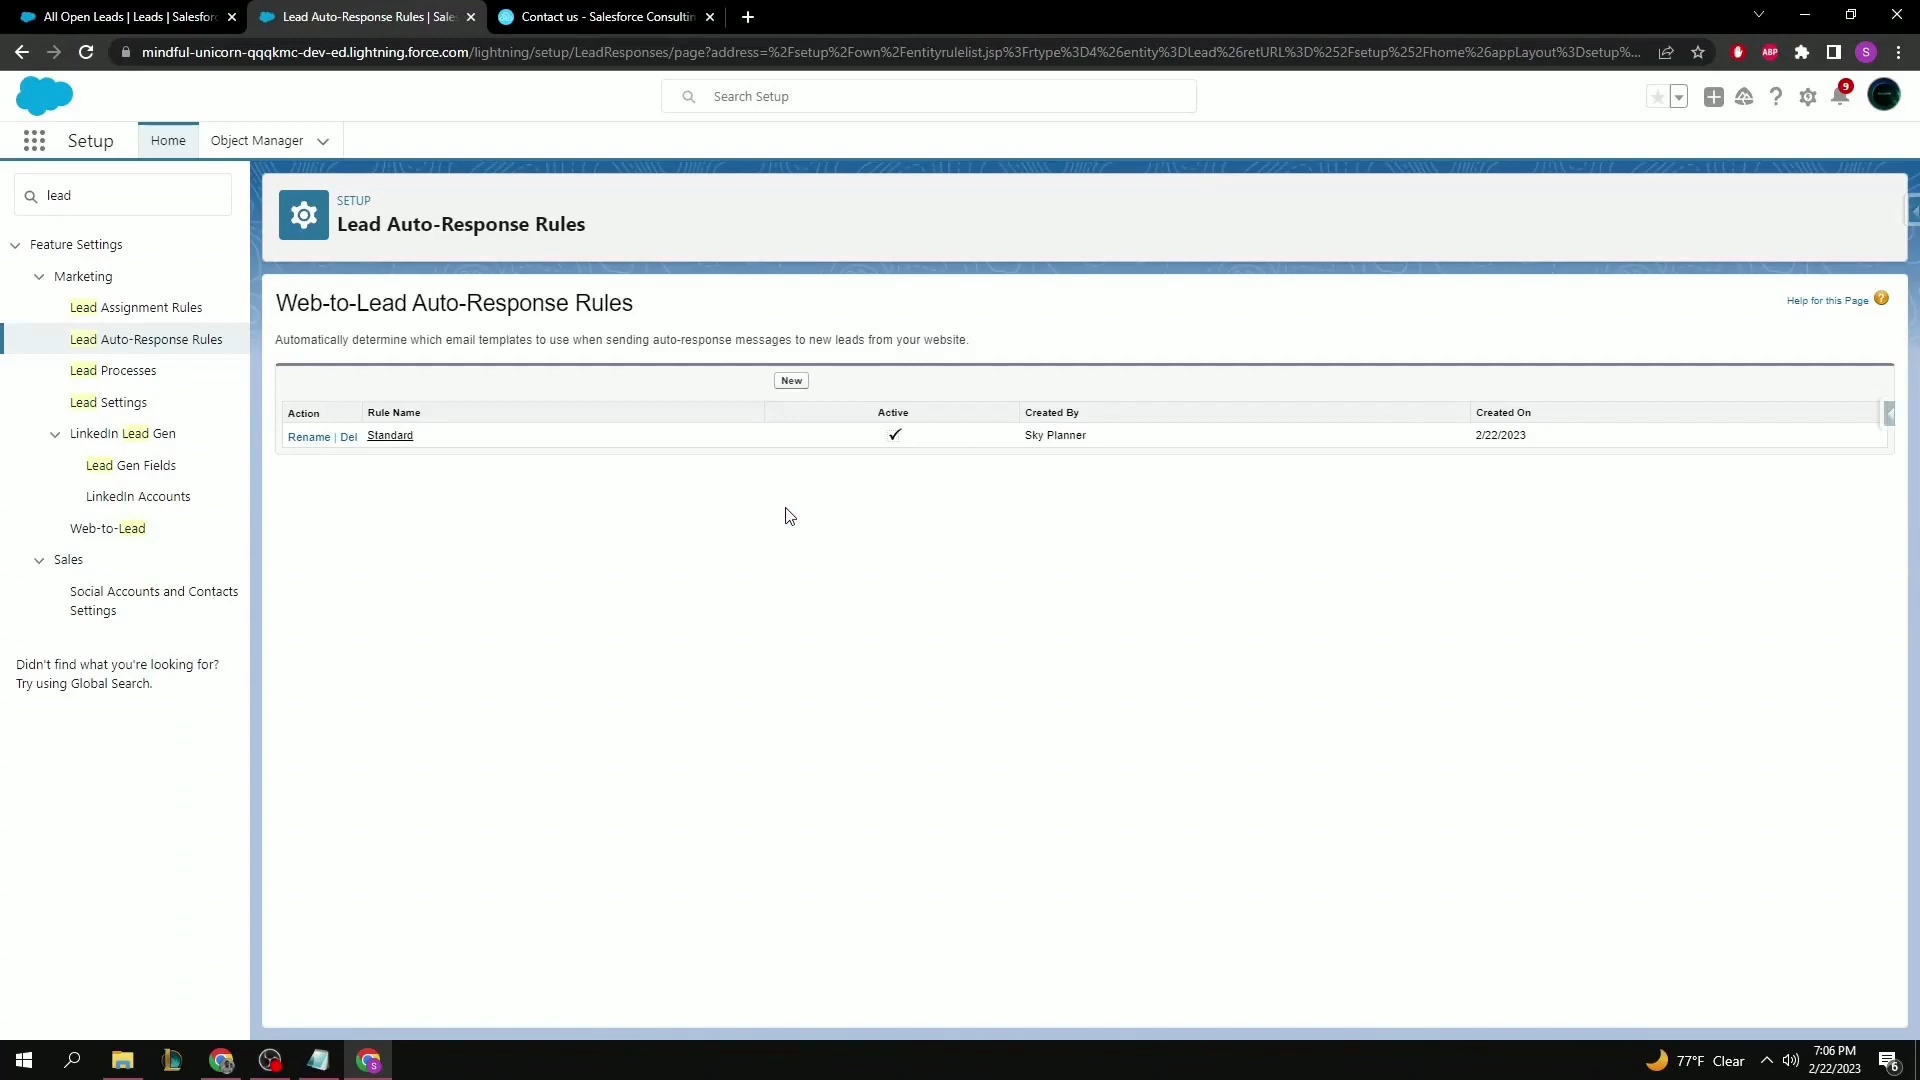 All Open Leads | Leads | Salesforc
Lead Auto-Response Rules | Sale
Contact us - Salesforce Consultin
mindful-unicorn-qqqkmc-dev-ed.lightning.force.com/lightning/setup/LeadResponses/page?address=%2Fsetup%2Fown%2Fentityrulelist.jsp%3Frtype%3D4%26entity%3DLead%26retURL%3D%252Fsetup%252Fhome%26appLayout%3Dsetup%...
ABP
S
Search Setup
9
Setup
Home
Object Manager
lead
Feature Settings
Marketing
Lead Assignment Rules
Lead Auto-Response Rules
Lead Processes
Lead Settings
LinkedIn Lead Gen
Lead Gen Fields
LinkedIn Accounts
Web-to-Lead
Sales
Social Accounts and Contacts
Settings
Didn't find what you're looking for?
Try using Global Search.
SETUP
Lead Auto-Response Rules
Web-to-Lead Auto-Response Rules
Help for this Page
Automatically determine which email templates to use when sending auto-response messages to new leads from your website.
New
Action Rule Name Active Created By Created On
Rename | Del Standard Sky Planner 2/22/2023
77°F Clear
7:06 PM
2/22/2023
6